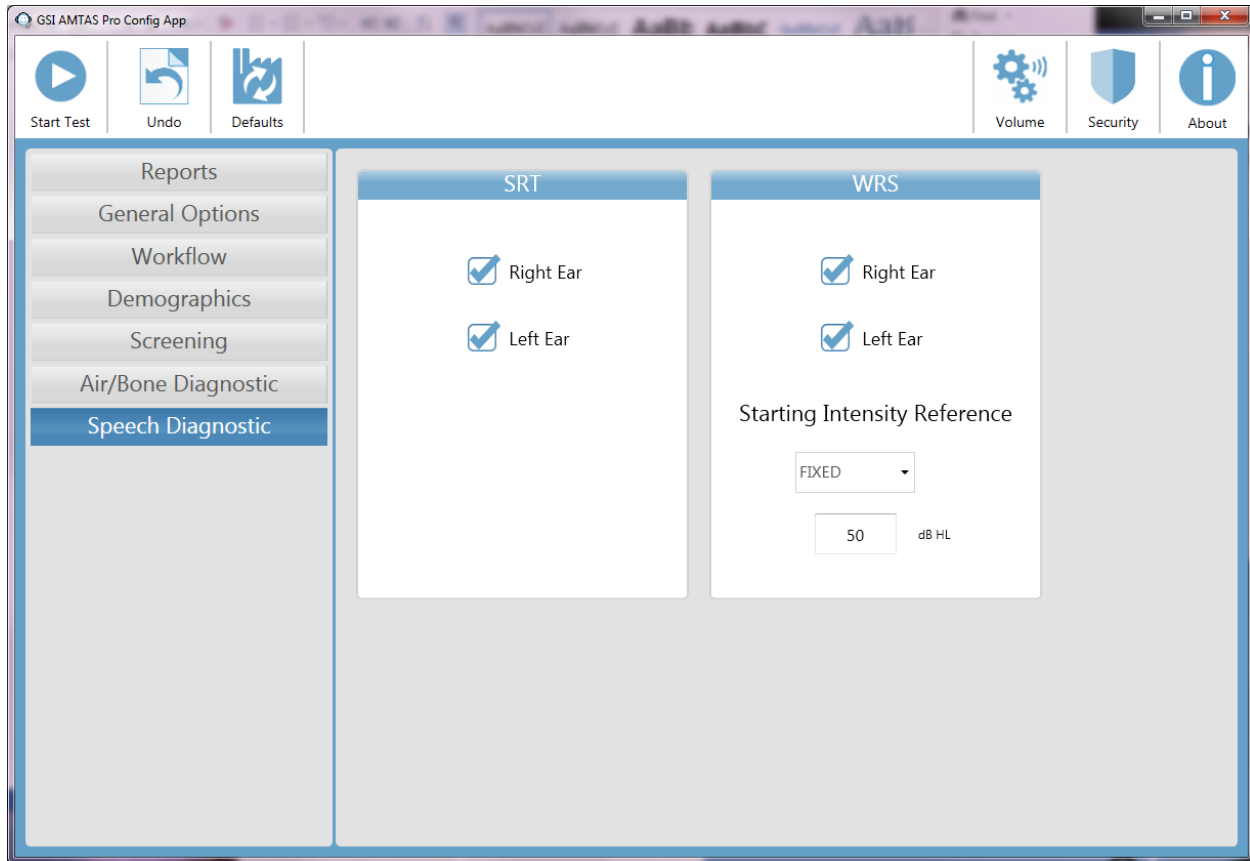 GSI AMTAS Pro Config App
Start Test
Undo
Defaults
Volume
Security
About
Reports
General Options
Workflow
Demographics
Screening
Air/Bone Diagnostic
Speech Diagnostic
SRT
Right Ear
Left Ear
WRS
Right Ear
Left Ear
Starting Intensity Reference
FIXED
50 dB HL